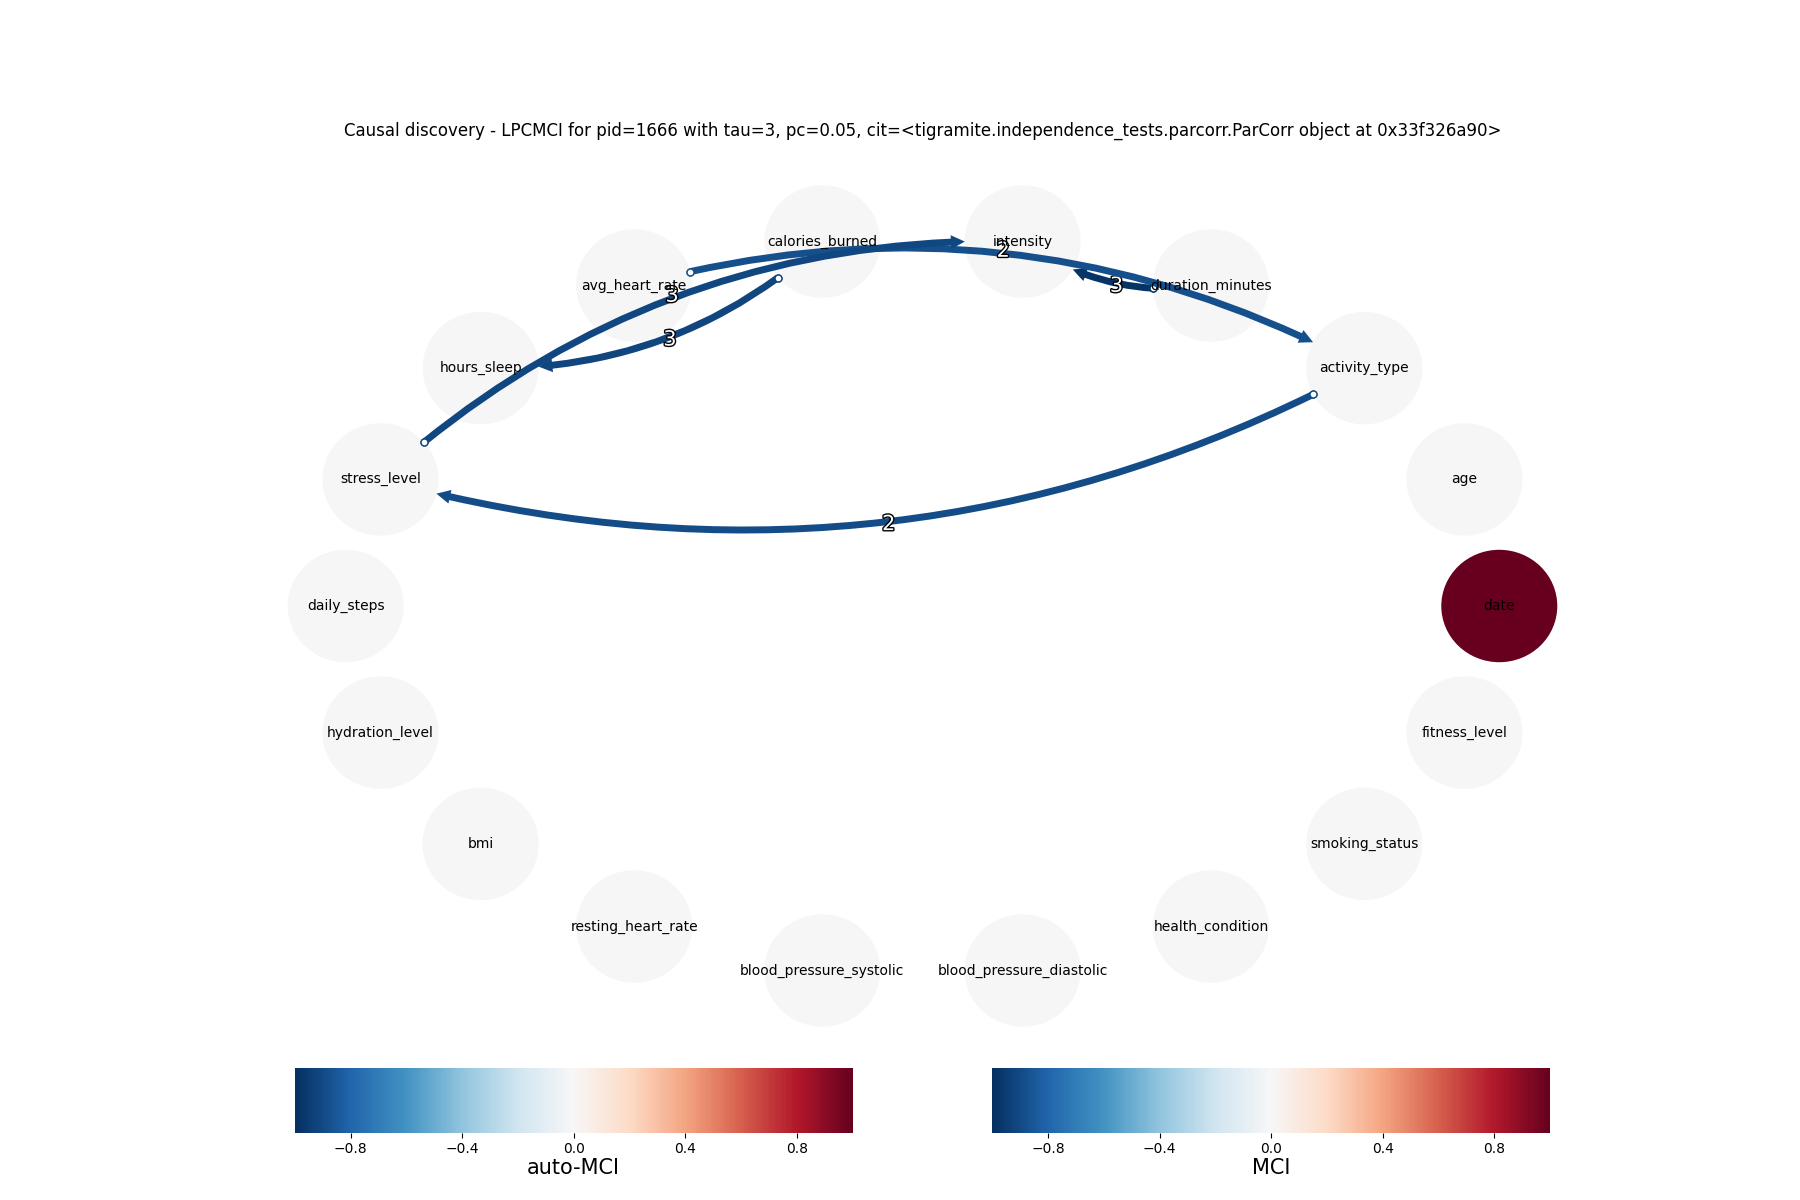 Causal discovery - LPCMCI for pid=1666 with tau=3, pc=0.05, cit=<tigramite.independence_tests.parcorr.ParCorr object at 0x33f326a90>
calories_burned
intensity
2
avg_heart_rate
3
3
duration_minutes
3
hours_sleep
activity_type
stress_level
age
2
daily_steps
date
hydration_level
fitness_level
bmi
smoking_status
resting_heart_rate
health_condition
blood_pressure_systolic
blood_pressure_diastolic
−0.8 −0.4 0.0 0.4 0.8
auto-MCI
−0.8 −0.4 0.0 0.4 0.8
MCI